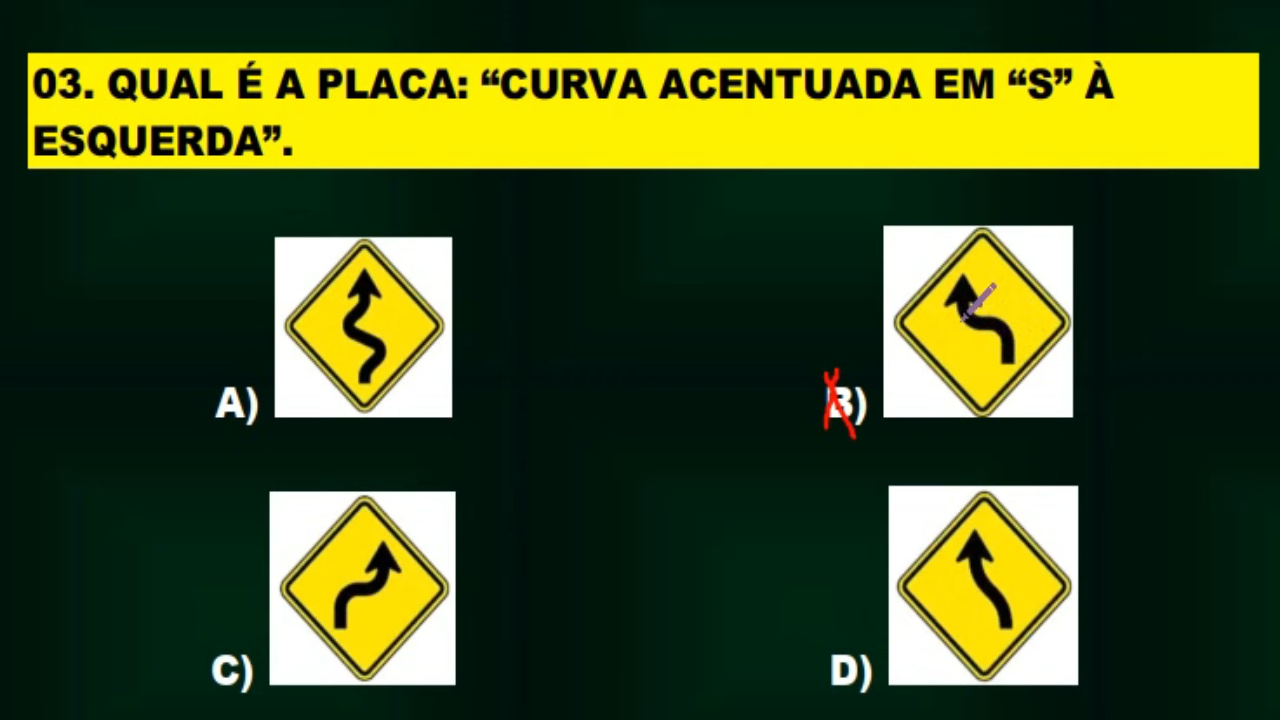 03. QUAL É A PLACA: “CURVA ACENTUADA EM “S” À
ESQUERDA”.
A)
B)
C)
D)